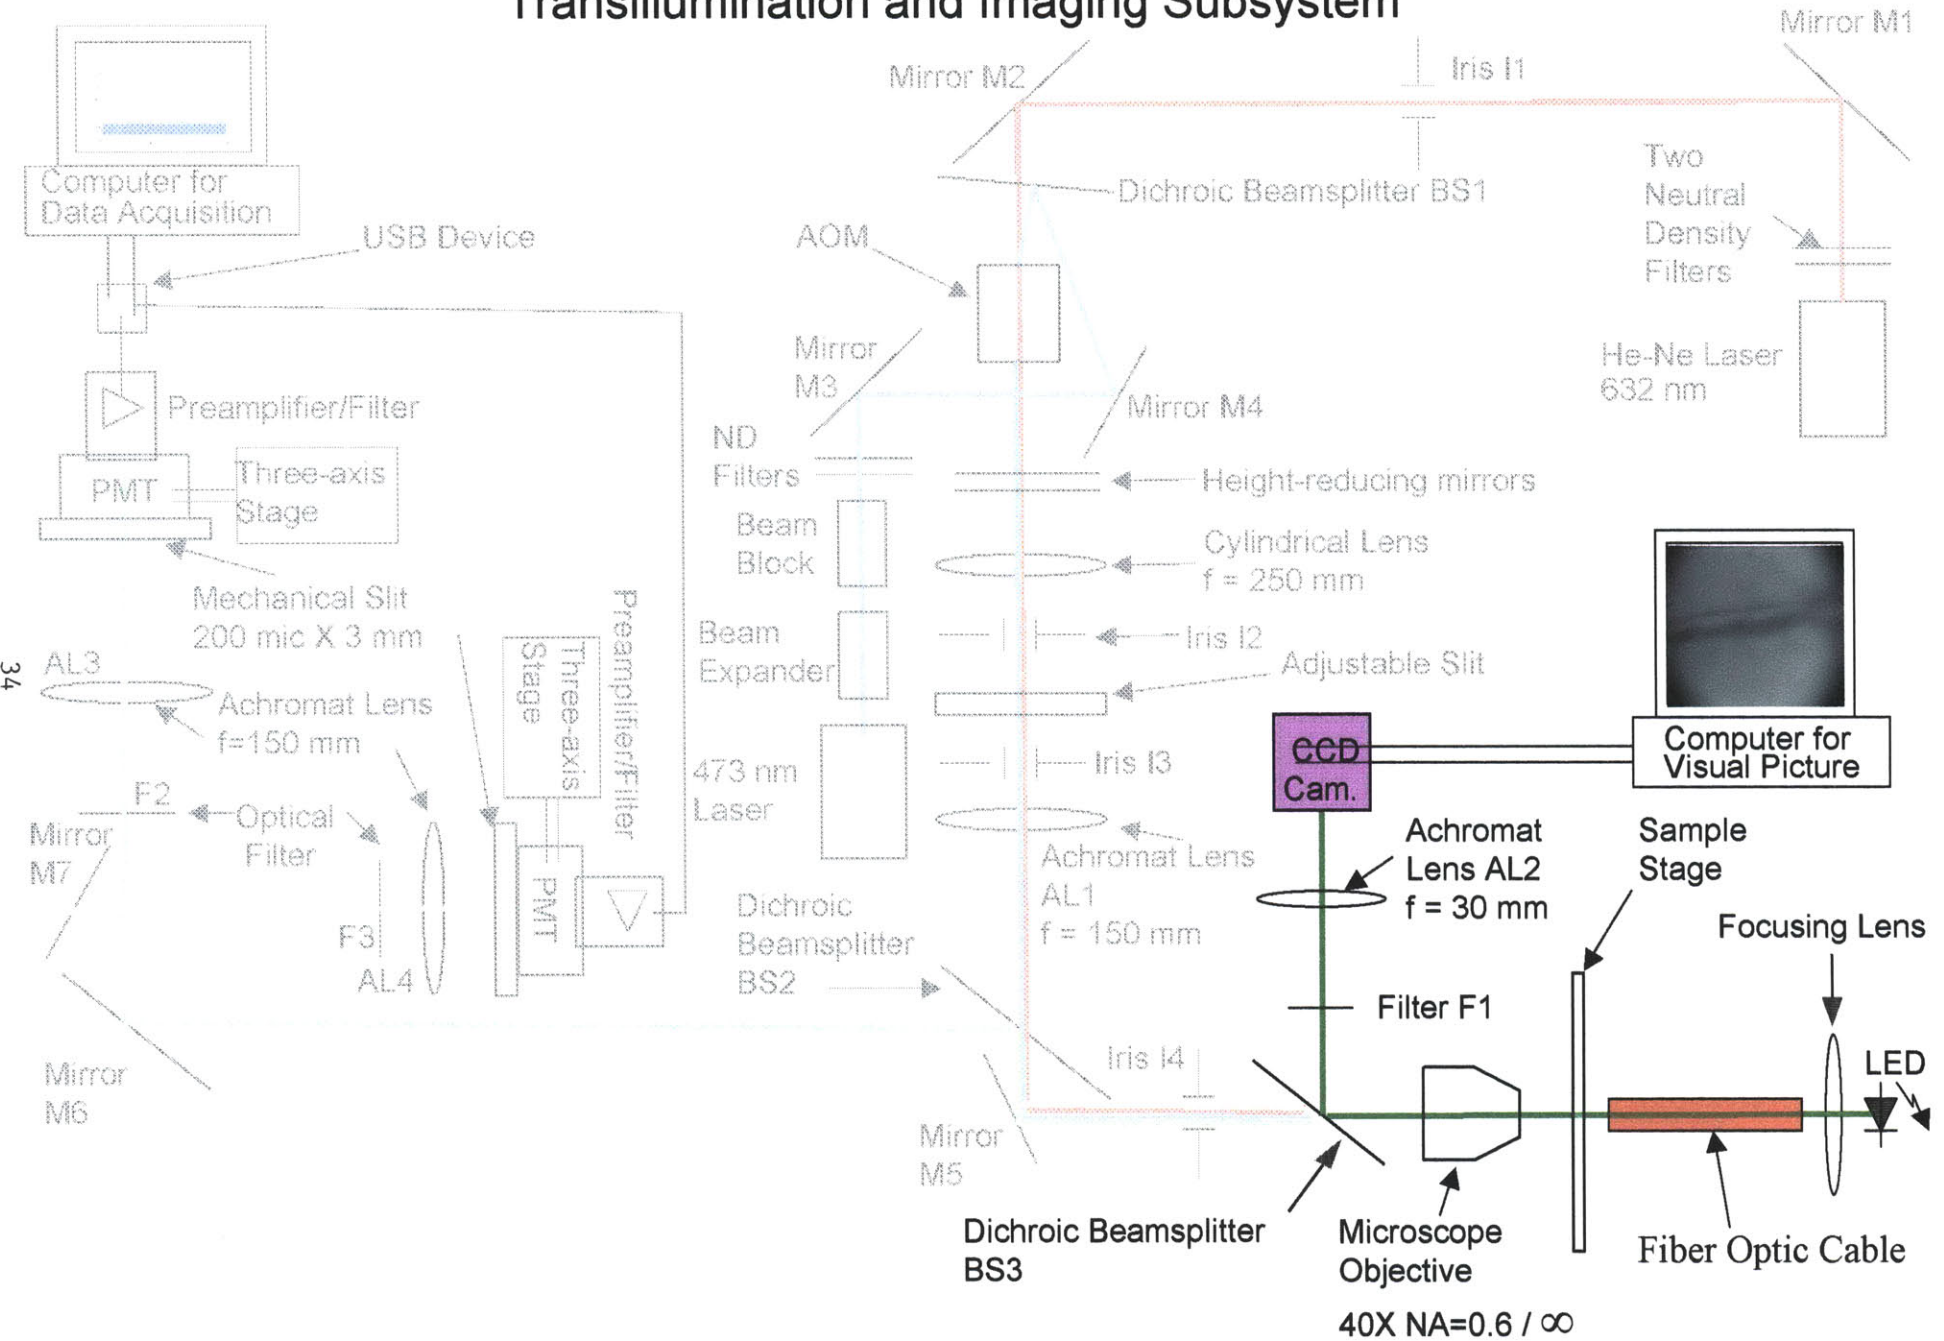 Transillumination and Imaging Subsystem
Mirror M1
Mirror M2
Iris I1
Two
Neutral
Density
Filters
Computer for
Data Acquisition
Dichroic Beamsplitter BS1
USB Device
AOM
Mirror
M3
He-Ne Laser
632 nm
Preamplifier/Filter
Mirror M4
ND
Filters
Three-axis
Stage
PMT
Height-reducing mirrors
Beam
Block
Cylindrical Lens
f = 250 mm
Mechanical Slit
200 mic X 3 mm
Preamplifier/Filter
Three-axis
Stage
Beam
Expander
Iris I2
Adjustable Slit
34
AL3
Achromat Lens
f=150 mm
473 nm
Laser
Iris I3
CCD
Cam.
Computer for
Visual Picture
F2
Optical
Filter
Mirror
M7
Achromat Lens
AL1
f = 150 mm
Achromat
Lens AL2
f = 30 mm
Sample
Stage
PMT
F3
AL4
Dichroic
Beamsplitter
BS2
Focusing Lens
Filter F1
Mirror
M6
Iris I4
LED
Mirror
M5
Dichroic Beamsplitter
BS3
Microscope
Objective
40X NA=0.6 / ∞
Fiber Optic Cable